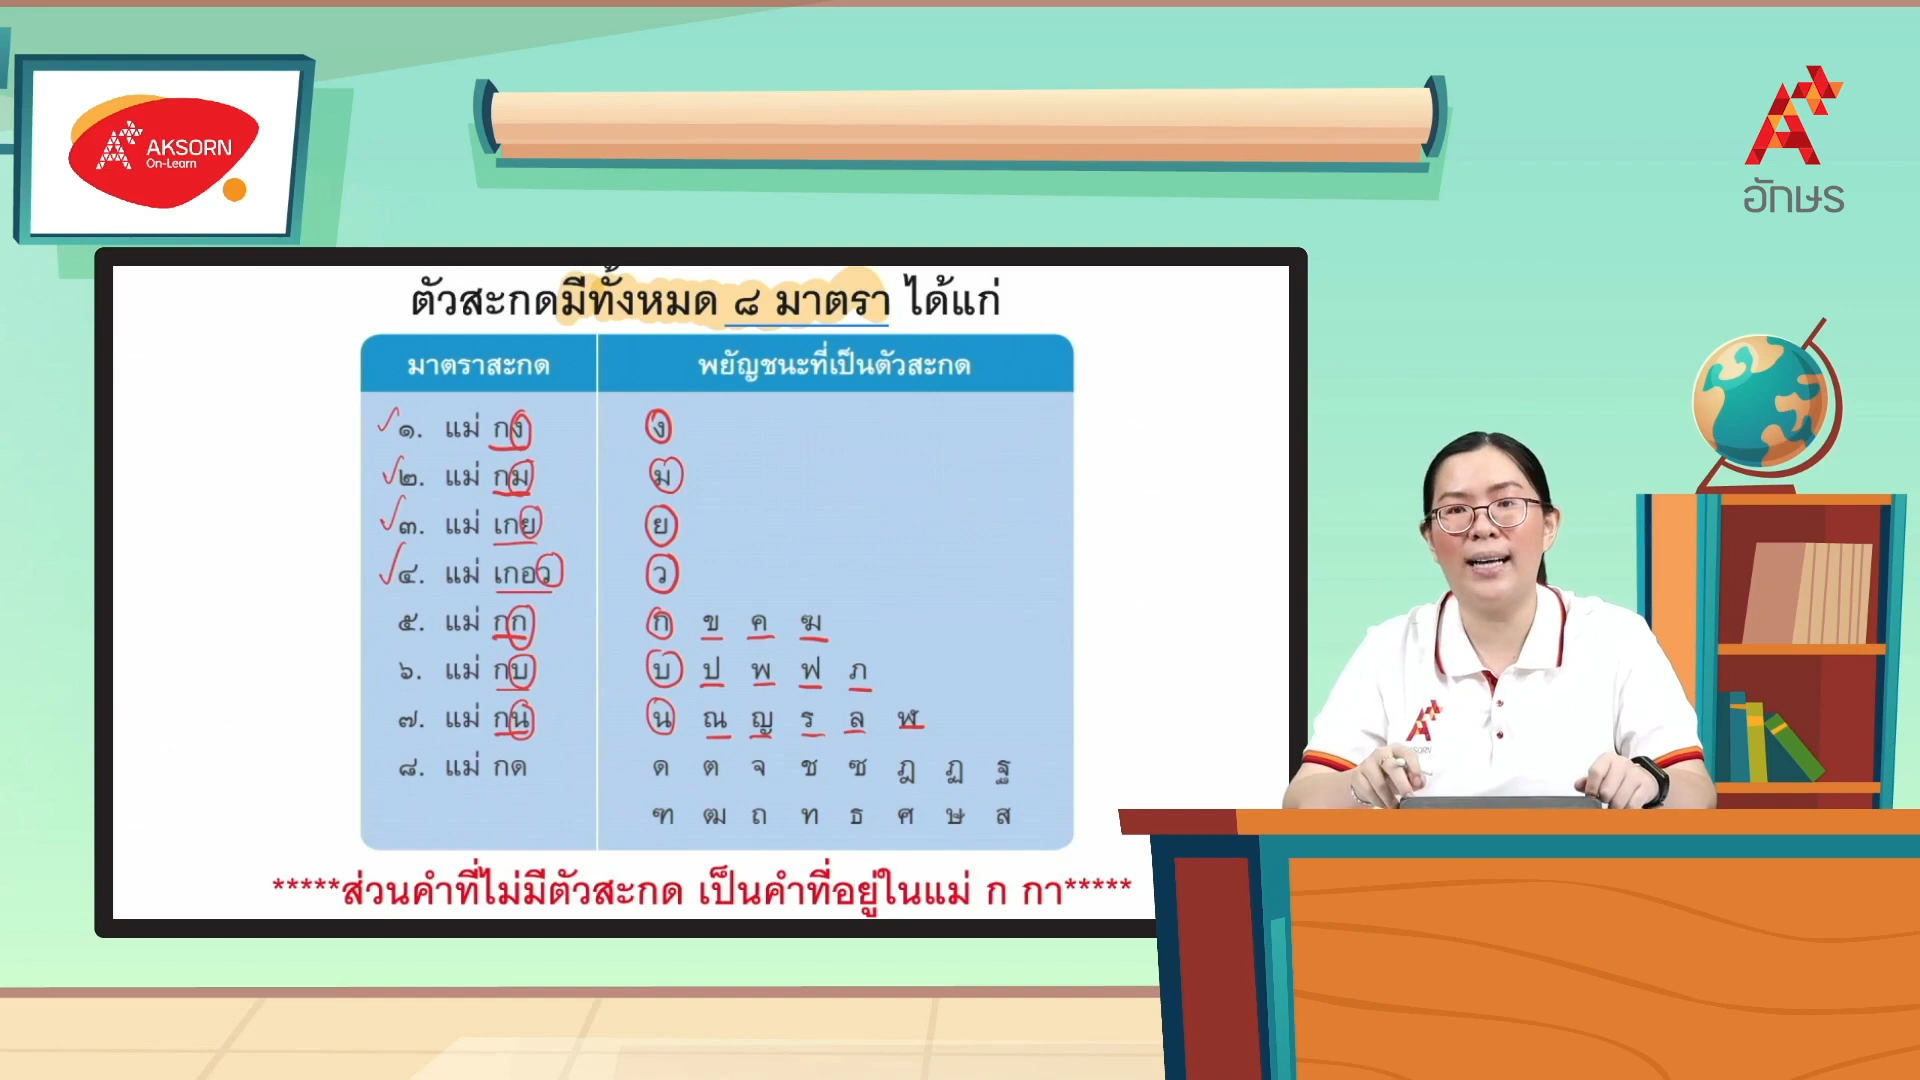 AKSORN
On-Learn
อักษร
ตัวสะกดมีทั้งหมด ๘ มาตรา ได้แก่
มาตราสะกด พยัญชนะที่เป็นตัวสะกด
๑. แม่ กง ง
๒. แม่ กม ม
๓. แม่ เกย ย
๔. แม่ เกอว ว
๕. แม่ กก ก ข ค ฆ
๖. แม่ กบ บ ป พ ฟ ภ
๗. แม่ กน น ณ ญ ร ล ฬ
๘. แม่ กด ด ต จ ช ซ ฎ ฏ ฐ
ฑ ฒ ถ ท ธ ศ ษ ส
*****ส่วนคำที่ไม่มีตัวสะกด เป็นคำที่อยู่ในแม่ ก กา*****